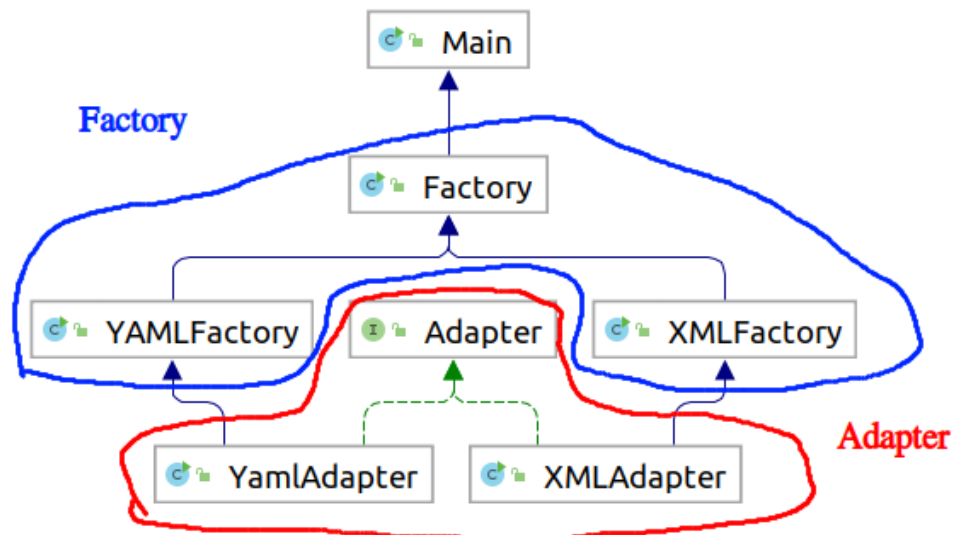 Main
Factory
Factory
YAMLFactory
Adapter
XMLFactory
Adapter
YamlAdapter
XMLAdapter